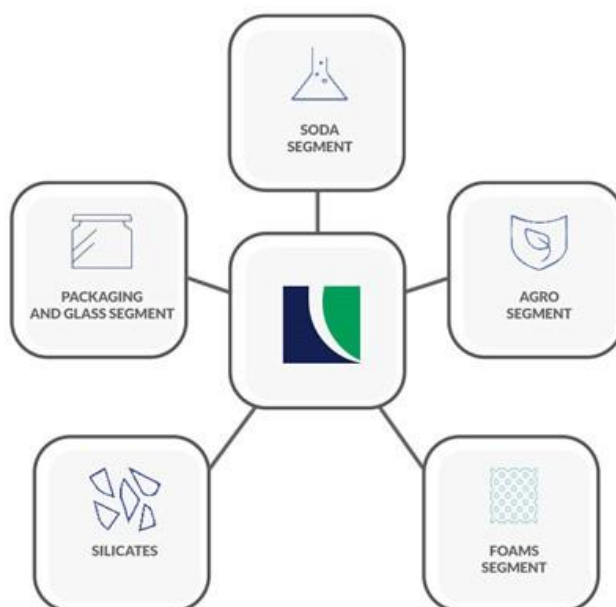 SODA
SEGMENT
PACKAGING
AND GLASS SEGMENT
AGRO
SEGMENT
SILICATES
FOAMS
SEGMENT